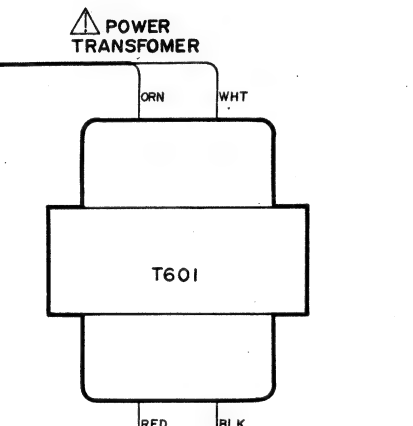 ⚠ POWER
TRANSFOMER
ORN WHT
T601
RED BLK